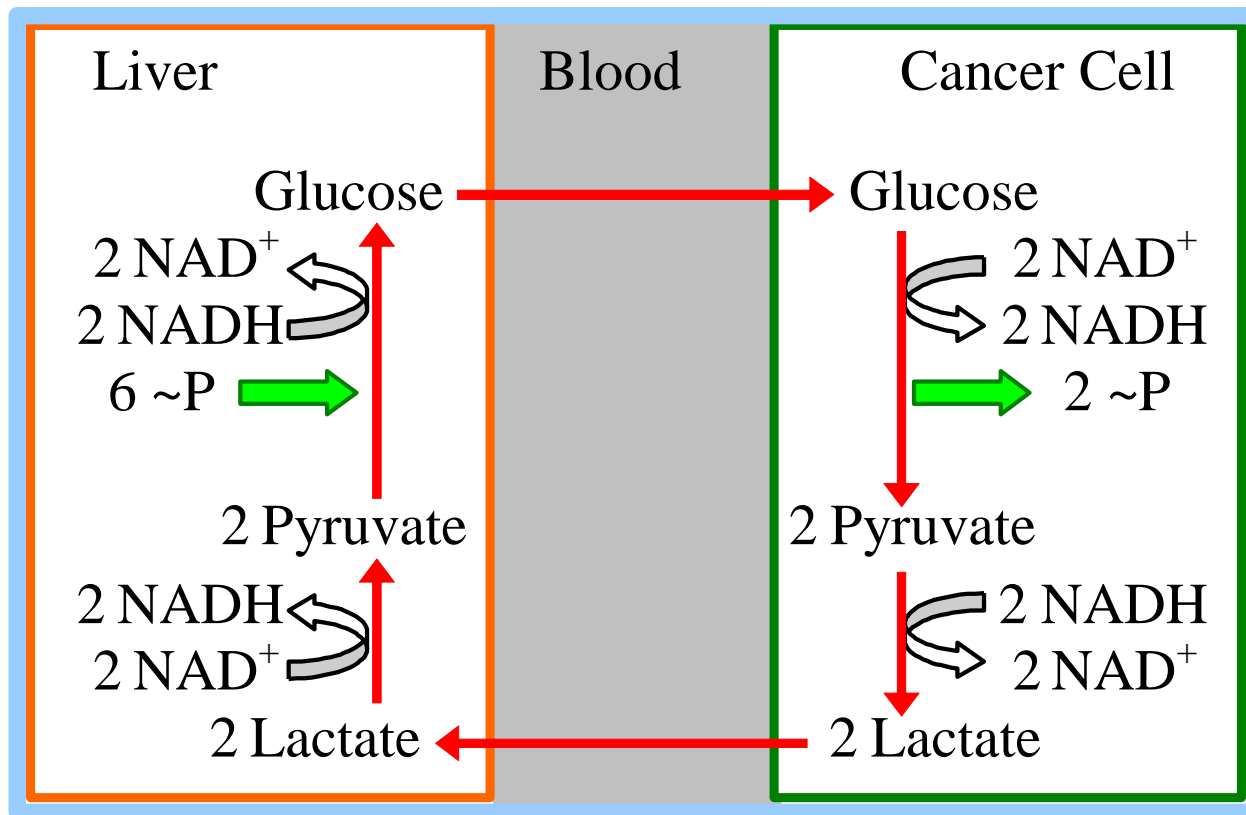 Liver
Blood
Cancer Cell
Glucose
Glucose
2 NAD⁺
2 NADH
6 ~P
2 NAD⁺
2 NADH
2 ~P
2 Pyruvate
2 Pyruvate
2 NADH
2 NAD⁺
2 NADH
2 NAD⁺
2 Lactate
2 Lactate